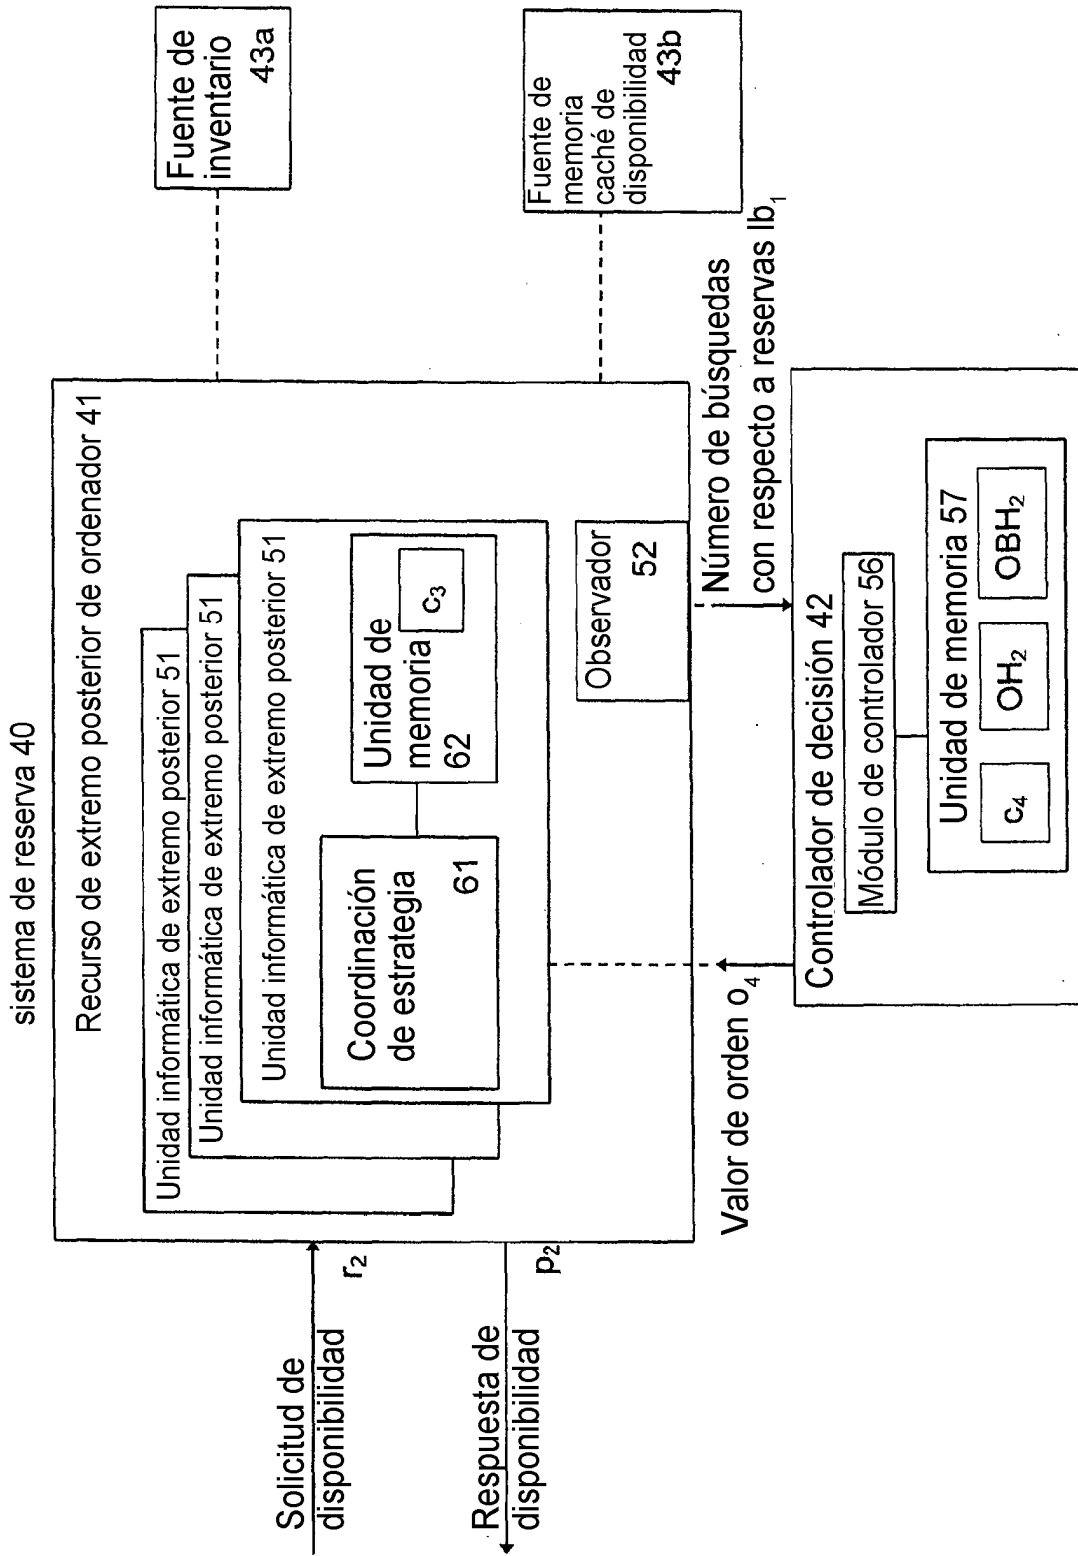 sistema de reserva 40
Recurso de extremo posterior de ordenador 41
Unidad informática de extremo posterior 51
Unidad informática de extremo posterior 51
Unidad informática de extremo posterior 51
Coordinación
de estrategia
61
Unidad de
memoria
62
c₃
Observador
52
Solicitud de
disponibilidad
r₂
Respuesta de
disponibilidad
p₂
Fuente de
inventario
43a
Fuente de
memoria
caché de
disponibilidad
43b
Valor de orden o₄
Número de búsquedas
con respecto a reservas lb₁
Controlador de decisión 42
Módulo de controlador 56
Unidad de memoria 57
c₄
OH₂
OBH₂